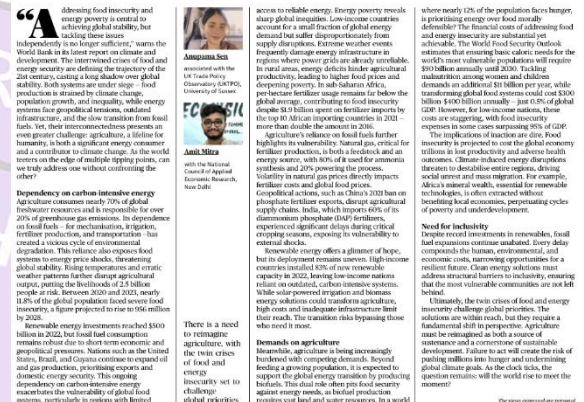 "Addressing food insecurity and
energy poverty is central to
achieving global stability, but
tackling these issues
independently is no longer sufficient," warns the
World Bank in its latest report on climate and
development. The intertwined crises of food and
energy security are defining the trajectory of the
21st century, casting a long shadow over global
stability. Both systems are under siege – food
production is strained by climate change,
population growth, and inequality, while energy
systems face geopolitical tensions, outdated
infrastructure, and the slow transition from fossil
fuels. Yet, their interconnectedness presents an
even greater challenge: agriculture, a lifeline for
humanity, is both a significant energy consumer
and a contributor to climate change. As the world
teeters on the edge of multiple tipping points, can
we truly address one without confronting the
other?
Dependency on carbon-intensive energy
Agriculture consumes nearly 70% of global
freshwater resources and is responsible for over
20% of greenhouse gas emissions. Its dependence
on fossil fuels – for mechanisation, irrigation,
fertilizer production, and transportation – has
created a vicious cycle of environmental
degradation. This reliance also exposes food
systems to energy price shocks, threatening
global stability. Rising temperatures and erratic
weather patterns further disrupt agricultural
output, putting the livelihoods of 2.5 billion
people at risk. Between 2020 and 2023, nearly
11.8% of the global population faced severe food
insecurity, a figure projected to rise to 956 million
by 2028.
Renewable energy investments reached $500
billion in 2022, but fossil fuel consumption
remains robust due to short-term economic and
geopolitical pressures. Nations such as the United
States, Brazil, and Guyana continue to expand oil
and gas production, prioritising exports and
domestic energy security. This ongoing
dependency on carbon-intensive energy
exacerbates the vulnerability of global food
systems, particularly in regions with limited
Anupama Sen
associated with the
UK Trade Policy
Observatory (UKTPO),
University of Sussex
Amit Mitra
with the National
Council of Applied
Economic Research,
New Delhi
There is a need
to reimagine
agriculture, with
the twin crises
of food and
energy
insecurity set to
challenge
global priorities
access to reliable energy. Energy poverty reveals
sharp global inequalities. Low-income countries
account for a small fraction of global energy
demand but suffer disproportionately from
supply disruptions. Extreme weather events
frequently damage energy infrastructure in
regions where power grids are already unreliable.
In rural areas, energy deficits hinder agricultural
productivity, leading to higher food prices and
deepening poverty. In sub-Saharan Africa,
per-hectare fertilizer usage remains far below the
global average, contributing to food insecurity
despite $1.9 billion spent on fertilizer imports by
the top 10 African importing countries in 2021 –
more than double the amount in 2016.
Agriculture's reliance on fossil fuels further
highlights its vulnerability. Natural gas, critical for
fertilizer production, is both a feedstock and an
energy source, with 80% of it used for ammonia
synthesis and 20% powering the process.
Volatility in natural gas prices directly impacts
fertilizer costs and global food prices.
Geopolitical actions, such as China's 2021 ban on
phosphate fertilizer exports, disrupt agricultural
supply chains. India, which imports 60% of its
diammonium phosphate (DAP) fertilizers,
experienced significant delays during critical
cropping seasons, exposing its vulnerability to
external shocks.
Renewable energy offers a glimmer of hope,
but its deployment remains uneven. High-income
countries installed 83% of new renewable
capacity in 2022, leaving low-income nations
reliant on outdated, carbon-intensive systems.
While solar-powered irrigation and biomass
energy solutions could transform agriculture,
high costs and inadequate infrastructure limit
their reach. The transition risks bypassing those
who need it most.
Demands on agriculture
Meanwhile, agriculture is being increasingly
burdened with competing demands. Beyond
feeding a growing population, it is expected to
support the global energy transition by producing
biofuels. This dual role often pits food security
against energy needs, as biofuel production
requires vast land and water resources. In a world
where nearly 12% of the population faces hunger,
is prioritising energy over food morally
defensible? The financial costs of addressing food
and energy insecurity are substantial yet
achievable. The World Food Security Outlook
estimates that ensuring basic caloric needs for the
world's most vulnerable populations will require
$90 billion annually until 2030. Tackling
malnutrition among women and children
demands an additional $11 billion per year, while
transforming global food systems could cost $300
billion-$400 billion annually – just 0.5% of global
GDP. However, for low-income nations, these
costs are staggering, with food insecurity
expenses in some cases surpassing 95% of GDP.
The implications of inaction are dire. Food
insecurity is projected to cost the global economy
trillions in lost productivity and adverse health
outcomes. Climate-induced energy disruptions
threaten to destabilise entire regions, driving
social unrest and mass migration. For example,
Africa's mineral wealth, essential for renewable
technologies, is often extracted without
benefiting local economies, perpetuating cycles
of poverty and underdevelopment.
Need for inclusivity
Despite record investments in renewables, fossil
fuel expansions continue unabated. Every delay
compounds the human, environmental, and
economic costs, narrowing opportunities for a
resilient future. Clean energy solutions must
address structural barriers to inclusivity, ensuring
that the most vulnerable communities are not left
behind.
Ultimately, the twin crises of food and energy
insecurity challenge global priorities. The
solutions are within reach, but they require a
fundamental shift in perspective. Agriculture
must be reimagined as both a source of
sustenance and a cornerstone of sustainable
development. Failure to act will create the risk of
pushing millions into hunger and undermining
global climate goals. As the clock ticks, the
question remains: will the world rise to meet the
moment?
The views expressed are personal